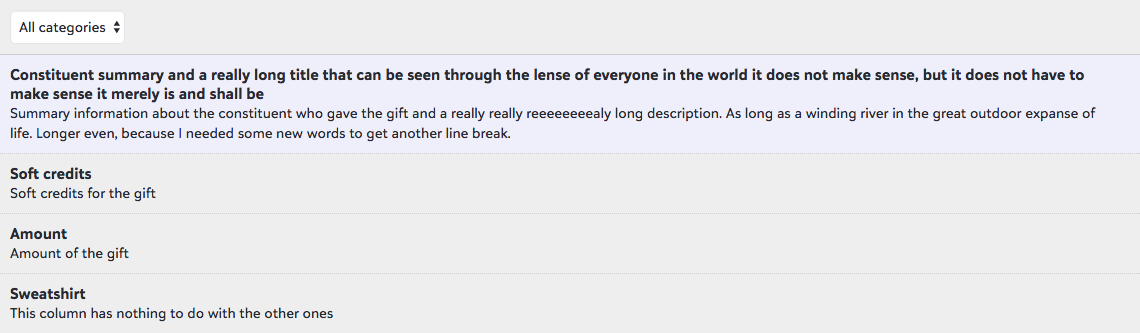 All categories
Constituent summary and a really long title that can be seen through the lense of everyone in the world it does not make sense, but it does not have to
make sense it merely is and shall be
Summary information about the constituent who gave the gift and a really really reeeeeeeealy long description. As long as a winding river in the great outdoor expanse of
life. Longer even, because I needed some new words to get another line break.
Soft credits
Soft credits for the gift
Amount
Amount of the gift
Sweatshirt
This column has nothing to do with the other ones